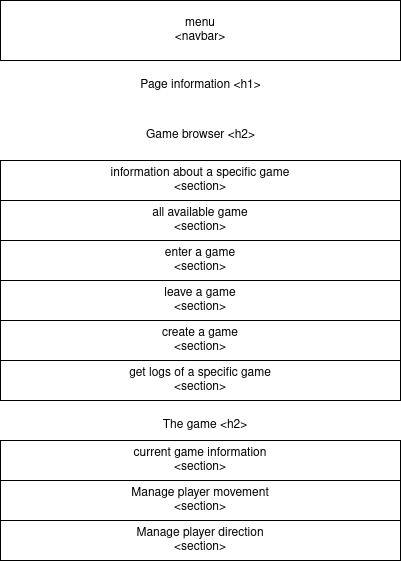 menu
<navbar>
Page information <h1>
Game browser <h2>
information about a specific game
<section>
all available game
<section>
enter a game
<section>
leave a game
<section>
create a game
<section>
get logs of a specific game
<section>
The game <h2>
current game information
<section>
Manage player movement
<section>
Manage player direction
<section>